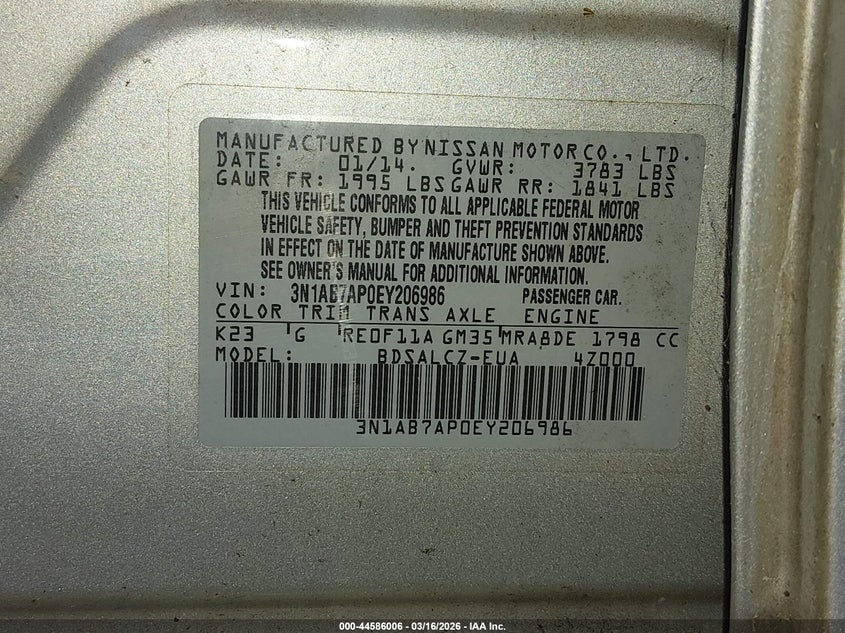 MANUFACTURED BY NISSAN MOTOR CO., LTD.
DATE: 01/14. GVWR: 3783 LBS
GAWR FR: 1995 LBS GAWR RR: 1841 LBS
THIS VEHICLE CONFORMS TO ALL APPLICABLE FEDERAL MOTOR
VEHICLE SAFETY, BUMPER AND THEFT PREVENTION STANDARDS
IN EFFECT ON THE DATE OF MANUFACTURE SHOWN ABOVE.
SEE OWNER'S MANUAL FOR ADDITIONAL INFORMATION.
VIN: 3N1AB7AP0EY206986 PASSENGER CAR.
COLOR TRIM TRANS AXLE ENGINE
K23 G RE0F11A GM35 MRA8DE 1798 CC
MODEL: BDSALCZ-EUA 4Z000
3N1AB7AP0EY206986
000-44586006 - 03/16/2026 - IAA Inc.